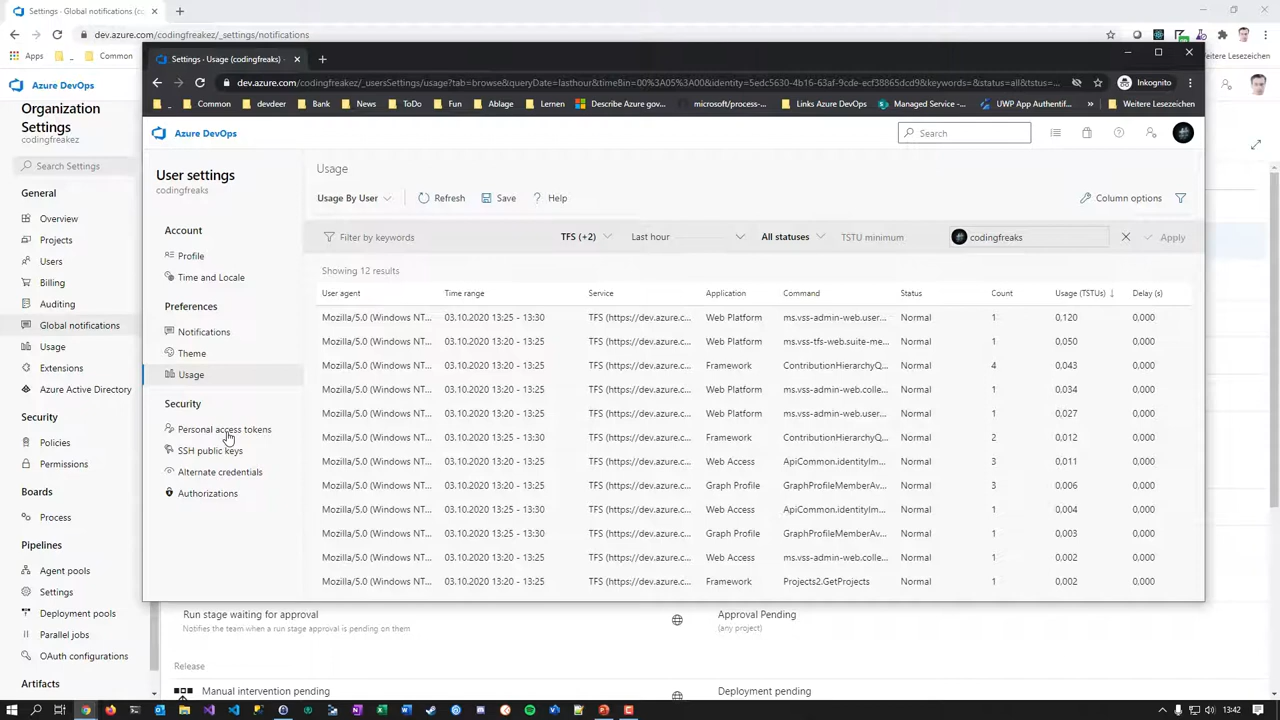 Settings - Global notifications (co
dev.azure.com/codingfreakez/_settings/notifications
Apps
Common
Weitere Lesezeichen
Azure DevOps
Organization
Settings
codingfreakez
Search Settings
General
Overview
Projects
Users
Billing
Auditing
Global notifications
Usage
Extensions
Azure Active Directory
Security
Policies
Permissions
Boards
Process
Pipelines
Agent pools
Settings
Deployment pools
Parallel jobs
OAuth configurations
Artifacts
Settings - Usage (codingfreaks) -
dev.azure.com/codingfreakez/_usersSettings/usage?tab=browse&queryDate=lasthour&time8in=
Inkognito
Common devdeer Bank News ToDo Fun Ablage Lernen Describe Azure gov... microsoft/process-... Links Azure DevOps Managed Service -... UWP App Authentif... » Weitere Lesezeichen
Azure DevOps
Search
User settings
codingfreaks
Account
Profile
Time and Locale
Preferences
Notifications
Theme
Usage
Security
Personal access tokens
SSH public keys
Alternate credentials
Authorizations
Usage
Usage By User Refresh Save Help Column options
Filter by keywords TFS (+2) Last hour All statuses TSTU minimum codingfreaks Apply
Showing 12 results
User agent Time range Service Application Command Status Count Usage (TSTUs) ↓ Delay (s)
Mozilla/5.0 (Windows NT... 03.10.2020 13:25 - 13:30 TFS (https://dev.azure.c... Web Platform ms.vss-admin-web.user... Normal 1 0,120 0,000
Mozilla/5.0 (Windows NT... 03.10.2020 13:20 - 13:25 TFS (https://dev.azure.c... Web Platform ms.vss-tfs-web.suite-me... Normal 1 0,050 0,000
Mozilla/5.0 (Windows NT... 03.10.2020 13:20 - 13:25 TFS (https://dev.azure.c... Framework ContributionHierarchyQ... Normal 4 0,043 0,000
Mozilla/5.0 (Windows NT... 03.10.2020 13:20 - 13:25 TFS (https://dev.azure.c... Web Platform ms.vss-admin-web.colle... Normal 1 0,034 0,000
Mozilla/5.0 (Windows NT... 03.10.2020 13:20 - 13:25 TFS (https://dev.azure.c... Web Platform ms.vss-admin-web.user... Normal 1 0,027 0,000
Mozilla/5.0 (Windows NT... 03.10.2020 13:25 - 13:30 TFS (https://dev.azure.c... Framework ContributionHierarchyQ... Normal 2 0,012 0,000
Mozilla/5.0 (Windows NT... 03.10.2020 13:20 - 13:25 TFS (https://dev.azure.c... Web Access ApiCommon.identityIm... Normal 3 0,011 0,000
Mozilla/5.0 (Windows NT... 03.10.2020 13:20 - 13:25 TFS (https://dev.azure.c... Graph Profile GraphProfileMemberAv... Normal 3 0,006 0,000
Mozilla/5.0 (Windows NT... 03.10.2020 13:25 - 13:30 TFS (https://dev.azure.c... Web Access ApiCommon.identityIm... Normal 1 0,004 0,000
Mozilla/5.0 (Windows NT... 03.10.2020 13:25 - 13:30 TFS (https://dev.azure.c... Graph Profile GraphProfileMemberAv... Normal 1 0,003 0,000
Mozilla/5.0 (Windows NT... 03.10.2020 13:20 - 13:25 TFS (https://dev.azure.c... Web Access ms.vss-admin-web.colle... Normal 1 0,002 0,000
Mozilla/5.0 (Windows NT... 03.10.2020 13:20 - 13:25 TFS (https://dev.azure.c... Framework Projects2.GetProjects Normal 1 0,002 0,000
Run stage waiting for approval Approval Pending
Notifies the team when a run stage approval is pending on them (any project)
Release
Manual intervention pending Deployment pending
13:42